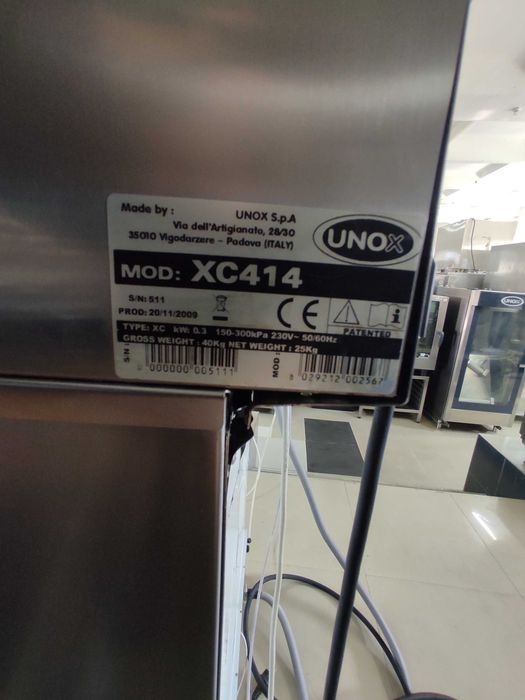 Made by :
UNOX S.p.A
Via dell'Artigianato, 28/30
35010 Vigodarzere - Padova (ITALY)
UNOX
MOD: XC414
S/N: 511
PROD: 20/11/2009
CE
PATENTED
TYPE: XC kW: 0.3 150-300kPa 230V~ 50/60Hz
GROSS WEIGHT : 40Kg NET WEIGHT : 25Kg
S/N:
000000 005111
MOD:
8 029212 002567
UNOX